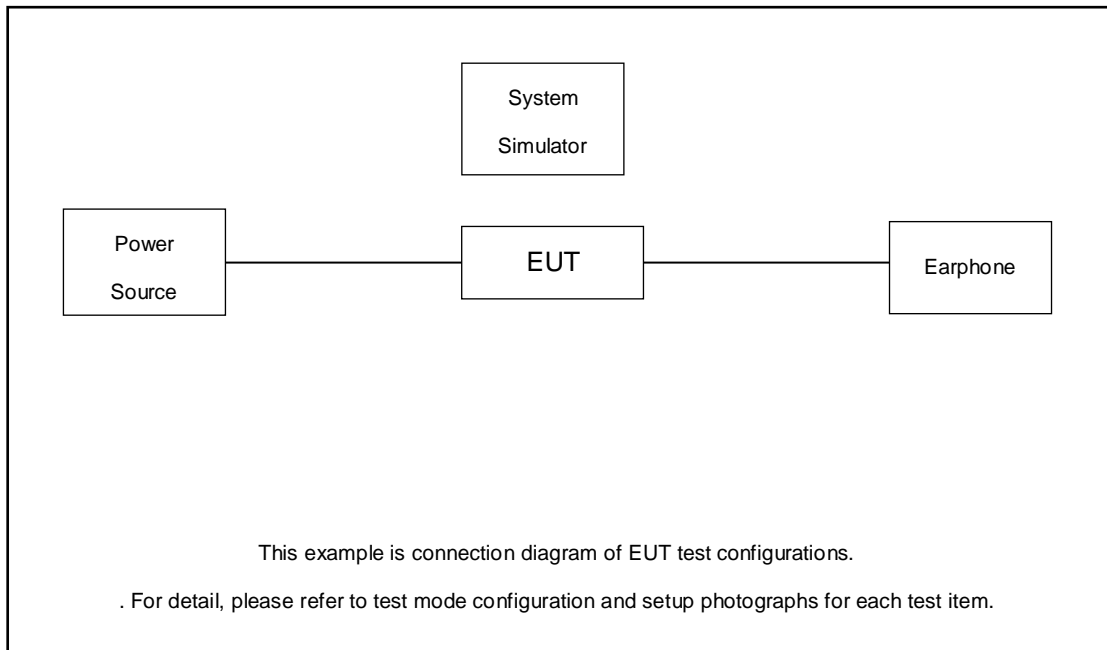 System
Simulator
Power
Source
EUT
Earphone
This example is connection diagram of EUT test configurations.
. For detail, please refer to test mode configuration and setup photographs for each test item.